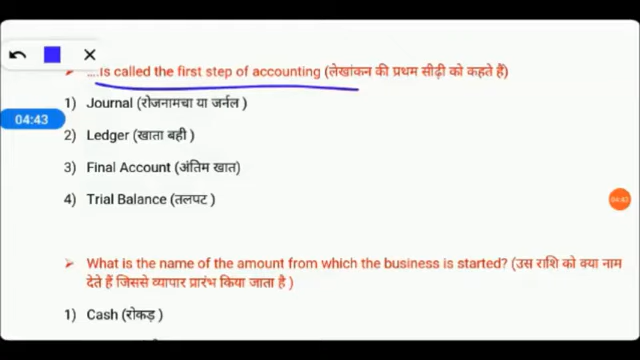 ....Is called the first step of accounting (लेखांकन की प्रथम सीढ़ी को कहते हैं)
1) Journal (रोजनामचा या जर्नल )
04:43
2) Ledger (खाता बही )
3) Final Account (अंतिम खात)
4) Trial Balance (तलपट )
04:43
What is the name of the amount from which the business is started? (उस राशि को क्या नाम
देते हैं जिससे व्यापार प्रारंभ किया जाता है )
1) Cash (रोकड़ )